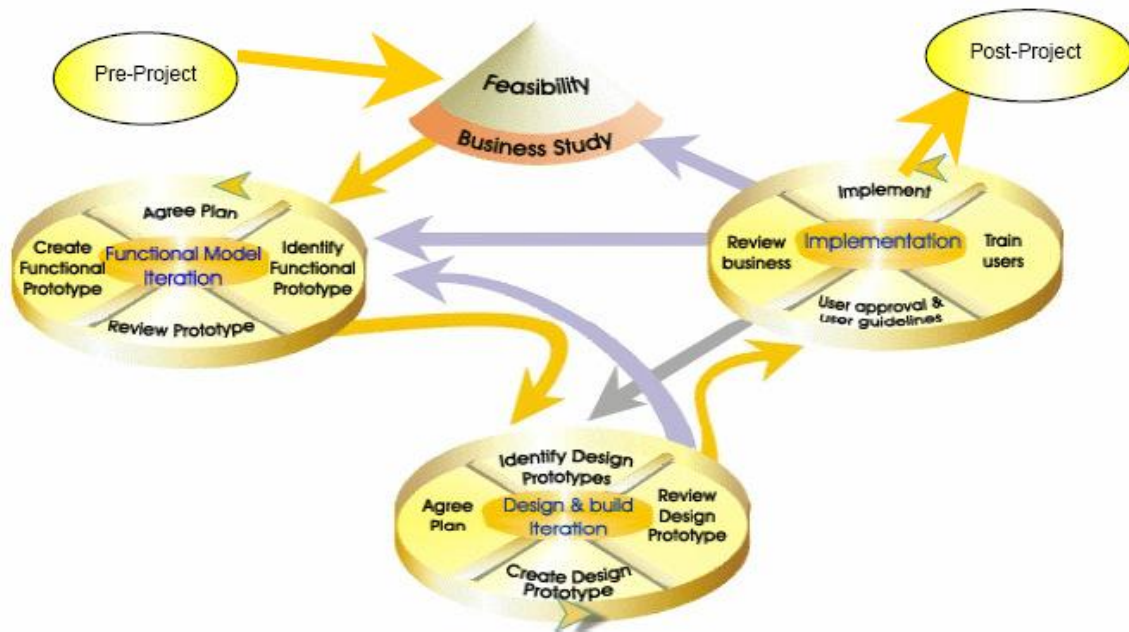 Pre-Project
Post-Project
Feasibility
Business Study
Agree Plan
Create
Functional
Prototype
Functional Model
Iteration
Identify
Functional
Prototype
Review Prototype
Implement
Review
business
Implementation
Train
users
User approval &
user guidelines
Identify Design
Prototypes
Agree
Plan
Design & build
Iteration
Review
Design
Prototype
Create Design
Prototype